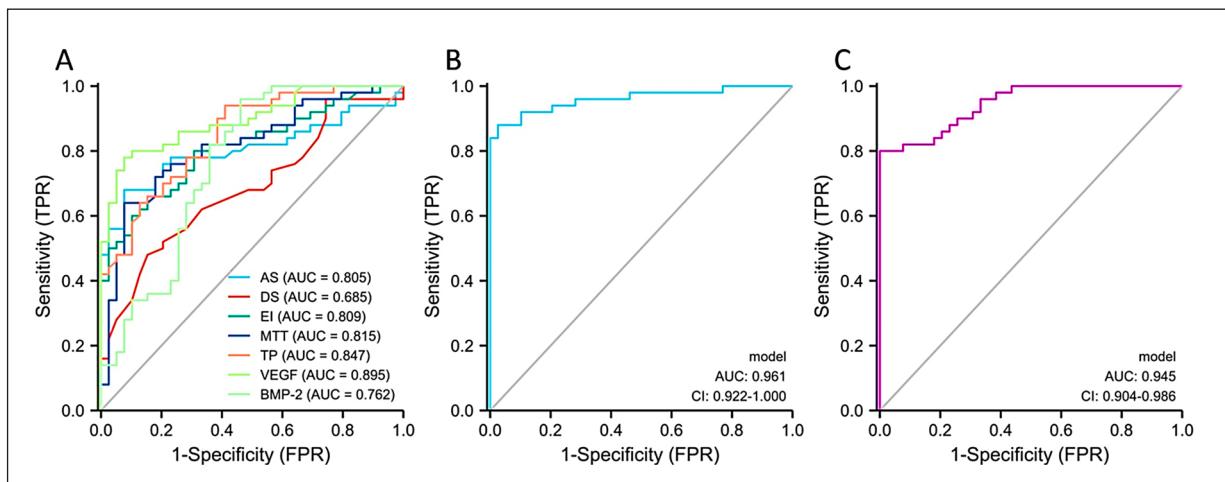 A
B
C
Sensitivity (TPR)
1.0
0.8
0.6
0.4
0.2
0.0
AS (AUC = 0.805)
DS (AUC = 0.685)
EI (AUC = 0.809)
MTT (AUC = 0.815)
TP (AUC = 0.847)
VEGF (AUC = 0.895)
BMP-2 (AUC = 0.762)
0.0 0.2 0.4 0.6 0.8 1.0
1-Specificity (FPR)
Sensitivity (TPR)
1.0
0.8
0.6
0.4
0.2
0.0
model
AUC: 0.961
CI: 0.922-1.000
0.0 0.2 0.4 0.6 0.8 1.0
1-Specificity (FPR)
Sensitivity (TPR)
1.0
0.8
0.6
0.4
0.2
0.0
model
AUC: 0.945
CI: 0.904-0.986
0.0 0.2 0.4 0.6 0.8 1.0
1-Specificity (FPR)